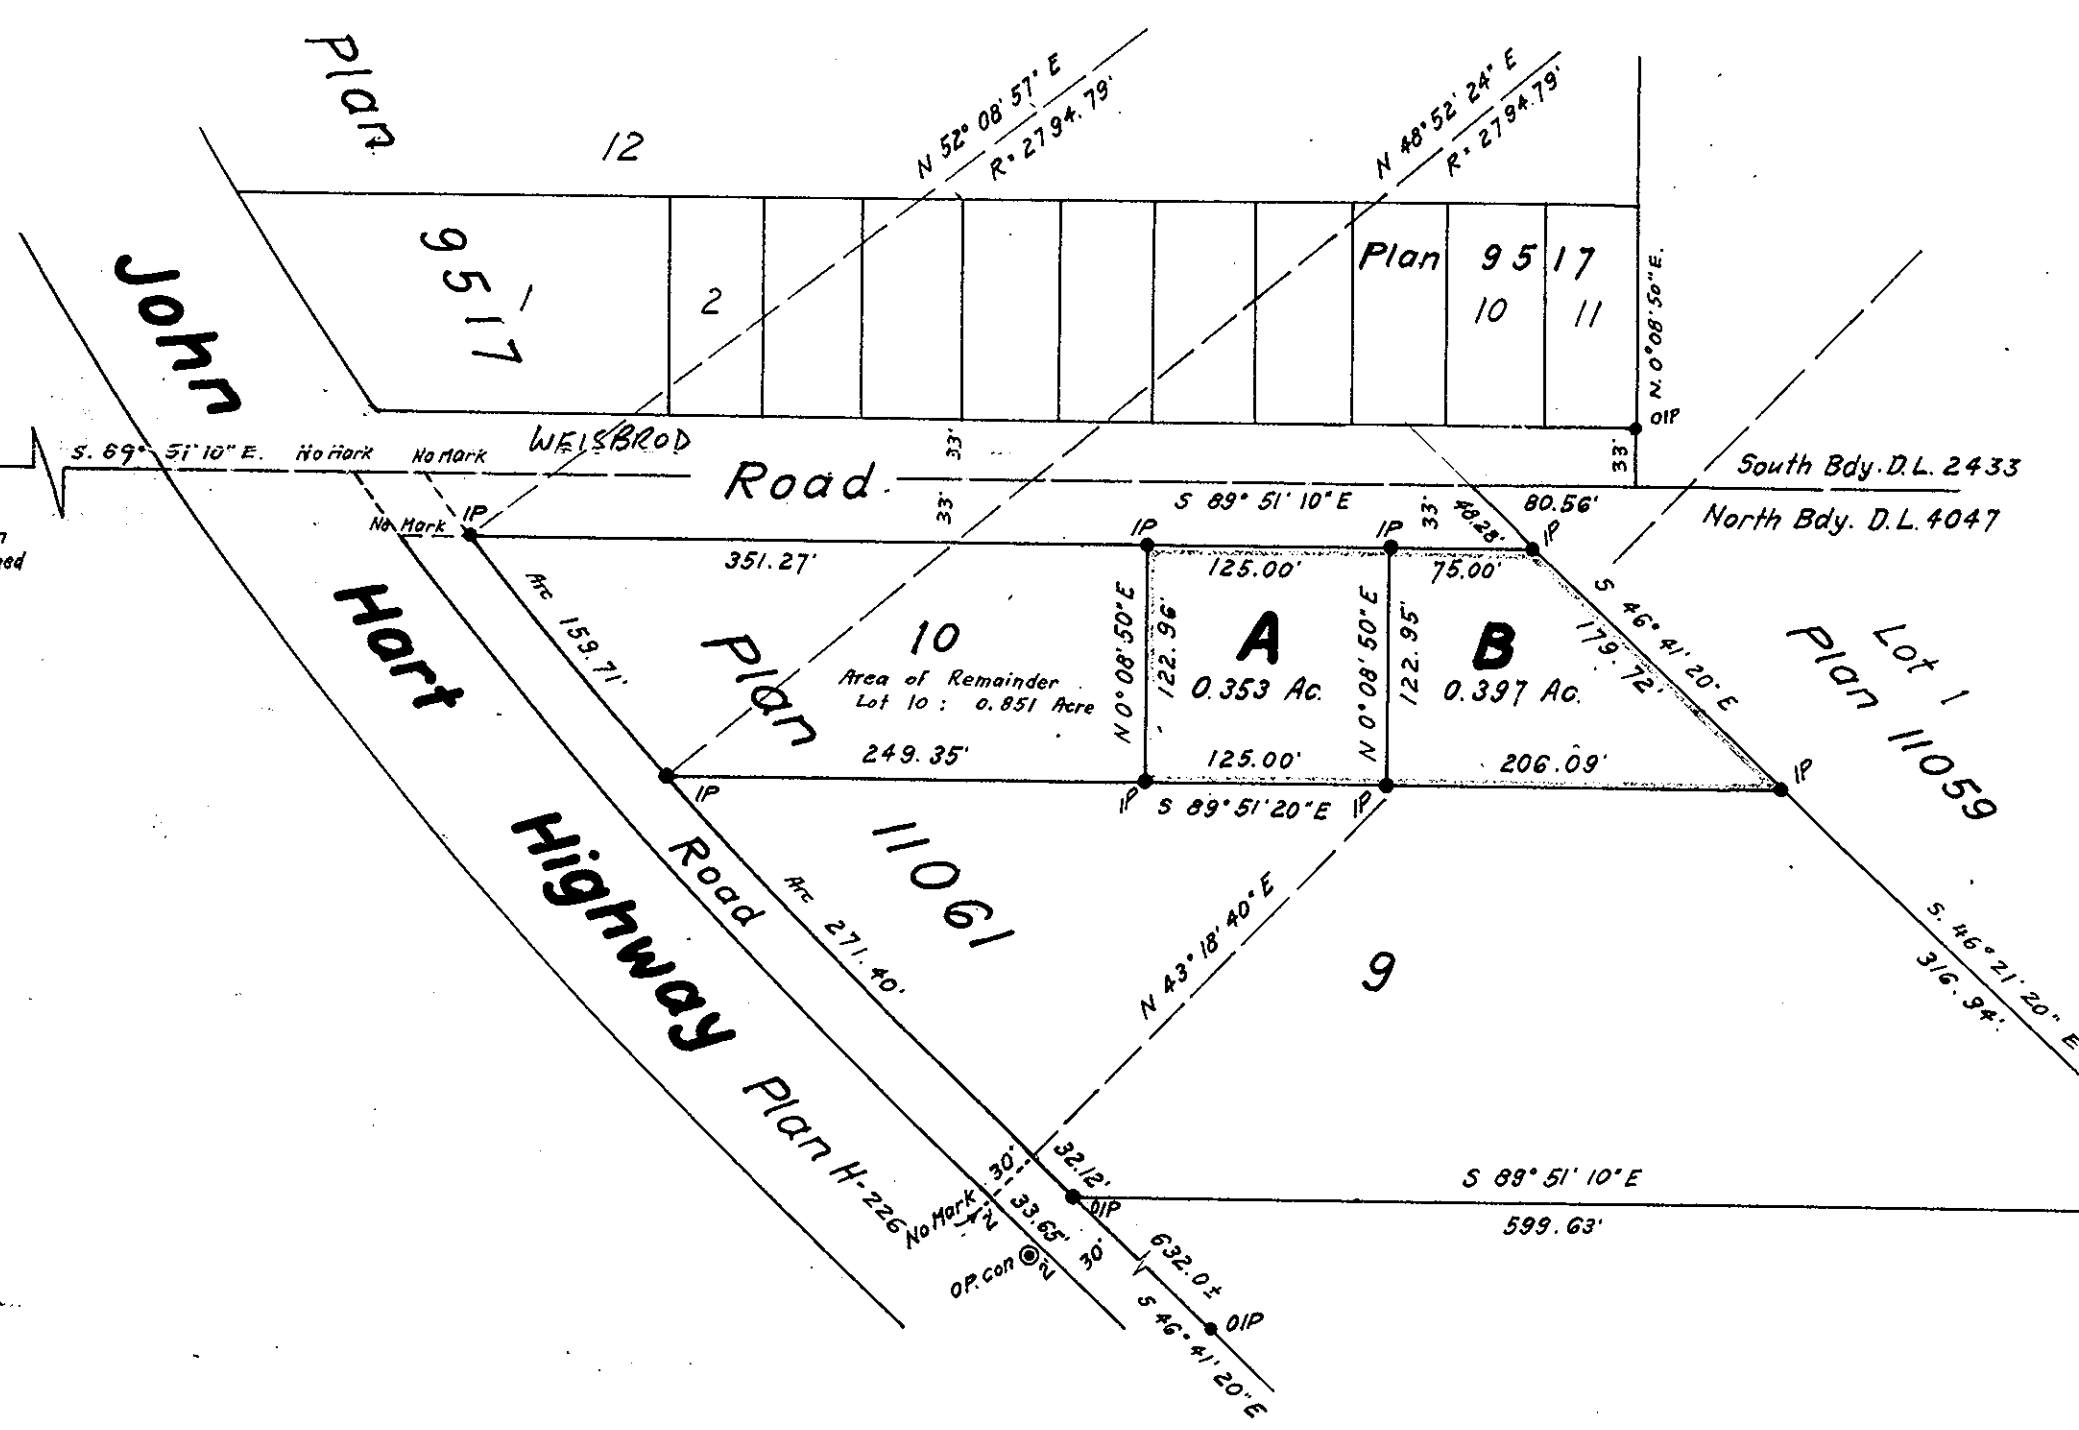 Plan
9517
12
1
2
N 52° 08' 57" E
R = 2794.79'
N 48° 52' 24" E
R = 2794.79'
Plan 9517
10
11
N. 0° 08' 50" E.
OIP
33'
John
Hart
Highway
Plan H-226
S. 89° 51' 10" E.
No Mark
No Mark
No Mark
WEISBROD
Road
33'
33'
S 89° 51' 10" E
33'
48.28'
80.56'
South Bdy. D.L. 2433
North Bdy. D.L. 4047
IP
IP
IP
IP
351.27'
125.00'
75.00'
Arc 159.71'
Plan
11061
10
Area of Remainder
Lot 10 : 0.851 Acre
N 0° 08' 50" E
122.96'
A
0.353 Ac.
N 0° 08' 50" E
122.95'
B
0.397 Ac.
S 46° 41' 20" E
179.72'
Lot 1
Plan 11059
249.35'
125.00'
206.09'
IP
IP
IP
IP
S 89° 51' 20" E
Road
Arc 271.40'
N 43° 18' 40" E
9
S. 46° 21' 20" E
316.94'
30'
32.12'
No Mark
2
33.65'
OIP
30'
OP. Con
2
632.0±
OIP
S 46° 41' 20" E
S 89° 51' 10" E
599.63'